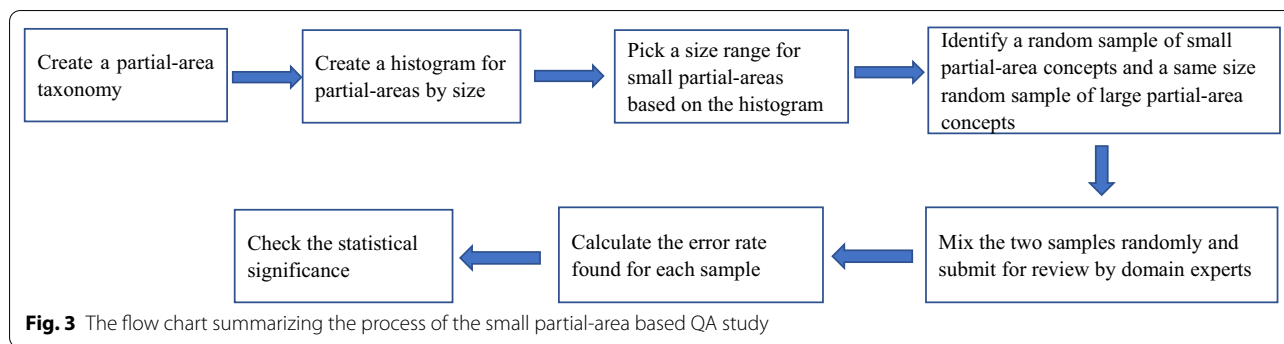 Create a partial-area
taxonomy
Create a histogram for
partial-areas by size
Pick a size range for
small partial-areas
based on the histogram
Identify a random sample of small
partial-area concepts and a same size
random sample of large partial-area
concepts
Mix the two samples randomly and
submit for review by domain experts
Calculate the error rate
found for each sample
Check the statistical
significance
Fig. 3 The flow chart summarizing the process of the small partial-area based QA study